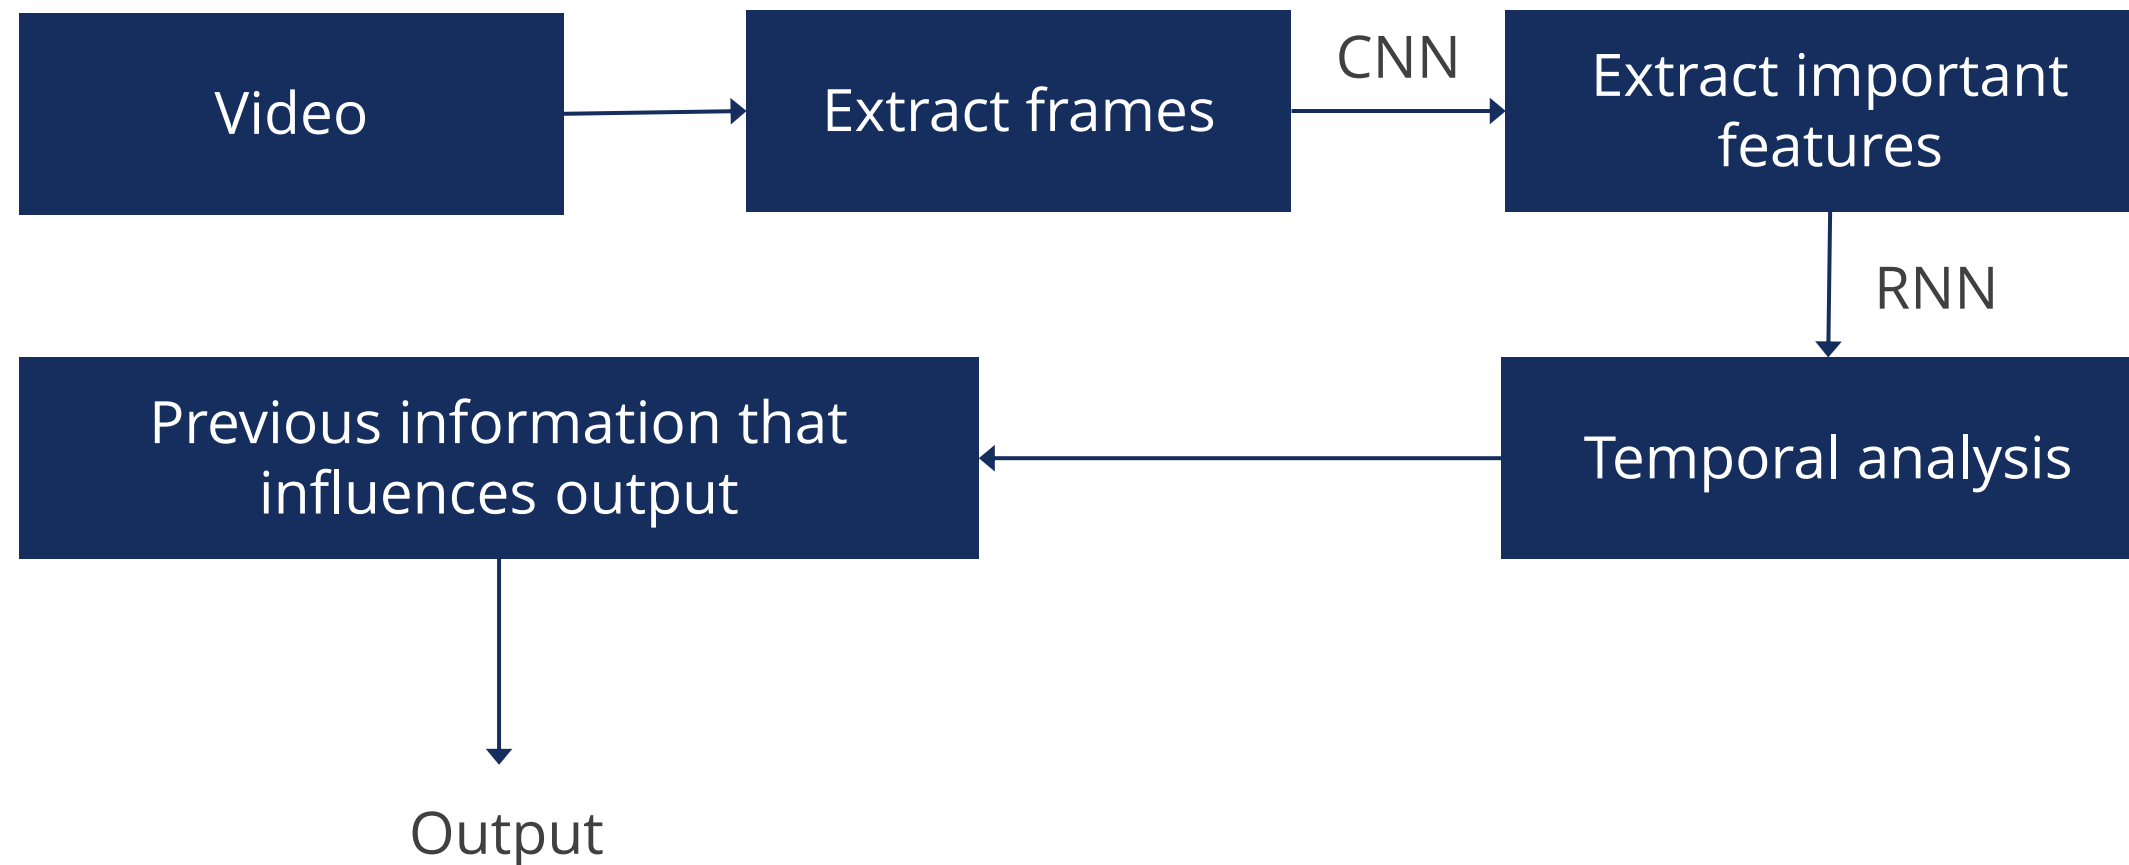 Video
Extract frames
CNN
Extract important
features
RNN
Temporal analysis
Previous information that
influences output
Output